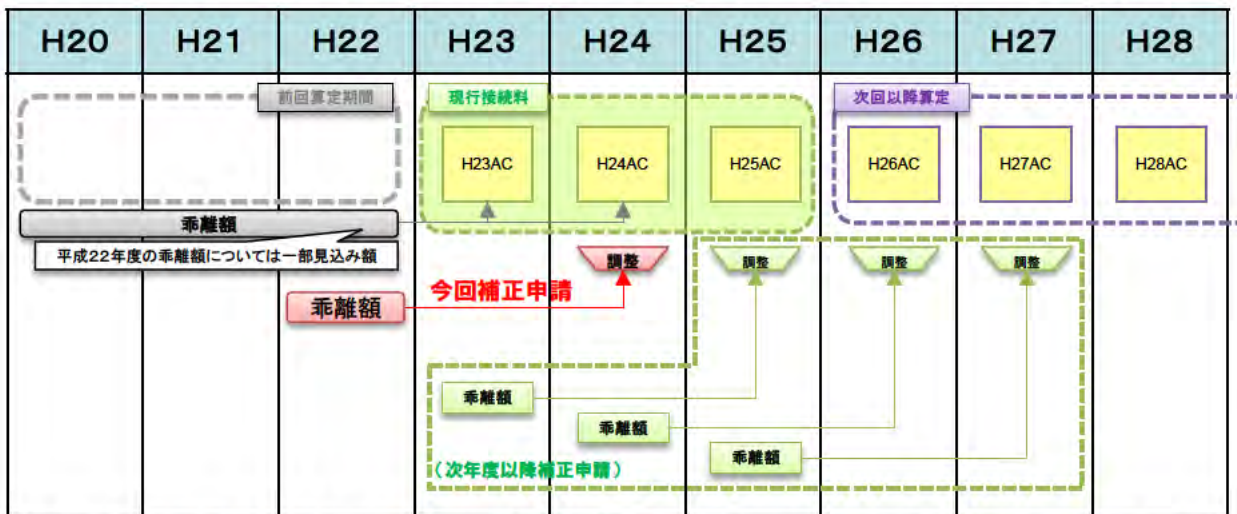 H20 H21 H22 H23 H24 H25 H26 H27 H28
前回算定期間
現行接続料
次回以降算定
H23AC
H24AC
H25AC
H26AC
H27AC
H28AC
乖離額
平成22年度の乖離額については一部見込み額
調整
調整
調整
調整
今回補正申請
乖離額
乖離額
乖離額
乖離額
(次年度以降補正申請)